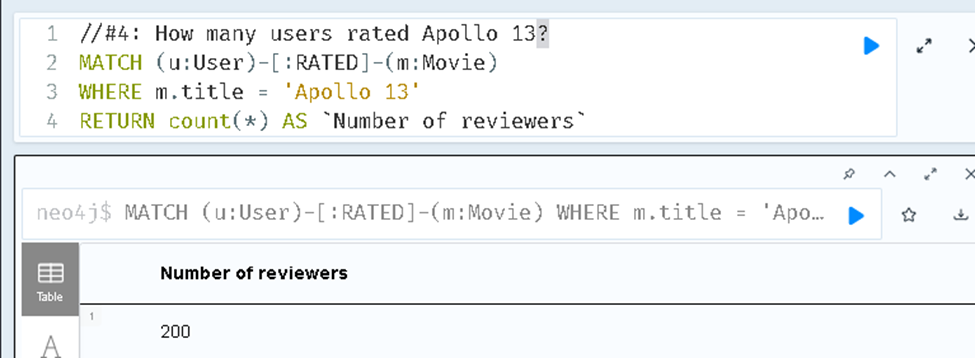 1 //#4: How many users rated Apollo 13?
2 MATCH (u:User)-[:RATED]-(m:Movie)
3 WHERE m.title = 'Apollo 13'
4 RETURN count(*) AS `Number of reviewers`
neo4j$ MATCH (u:User)-[:RATED]-(m:Movie) WHERE m.title = 'Apo…
Number of reviewers
Table
1
200
A